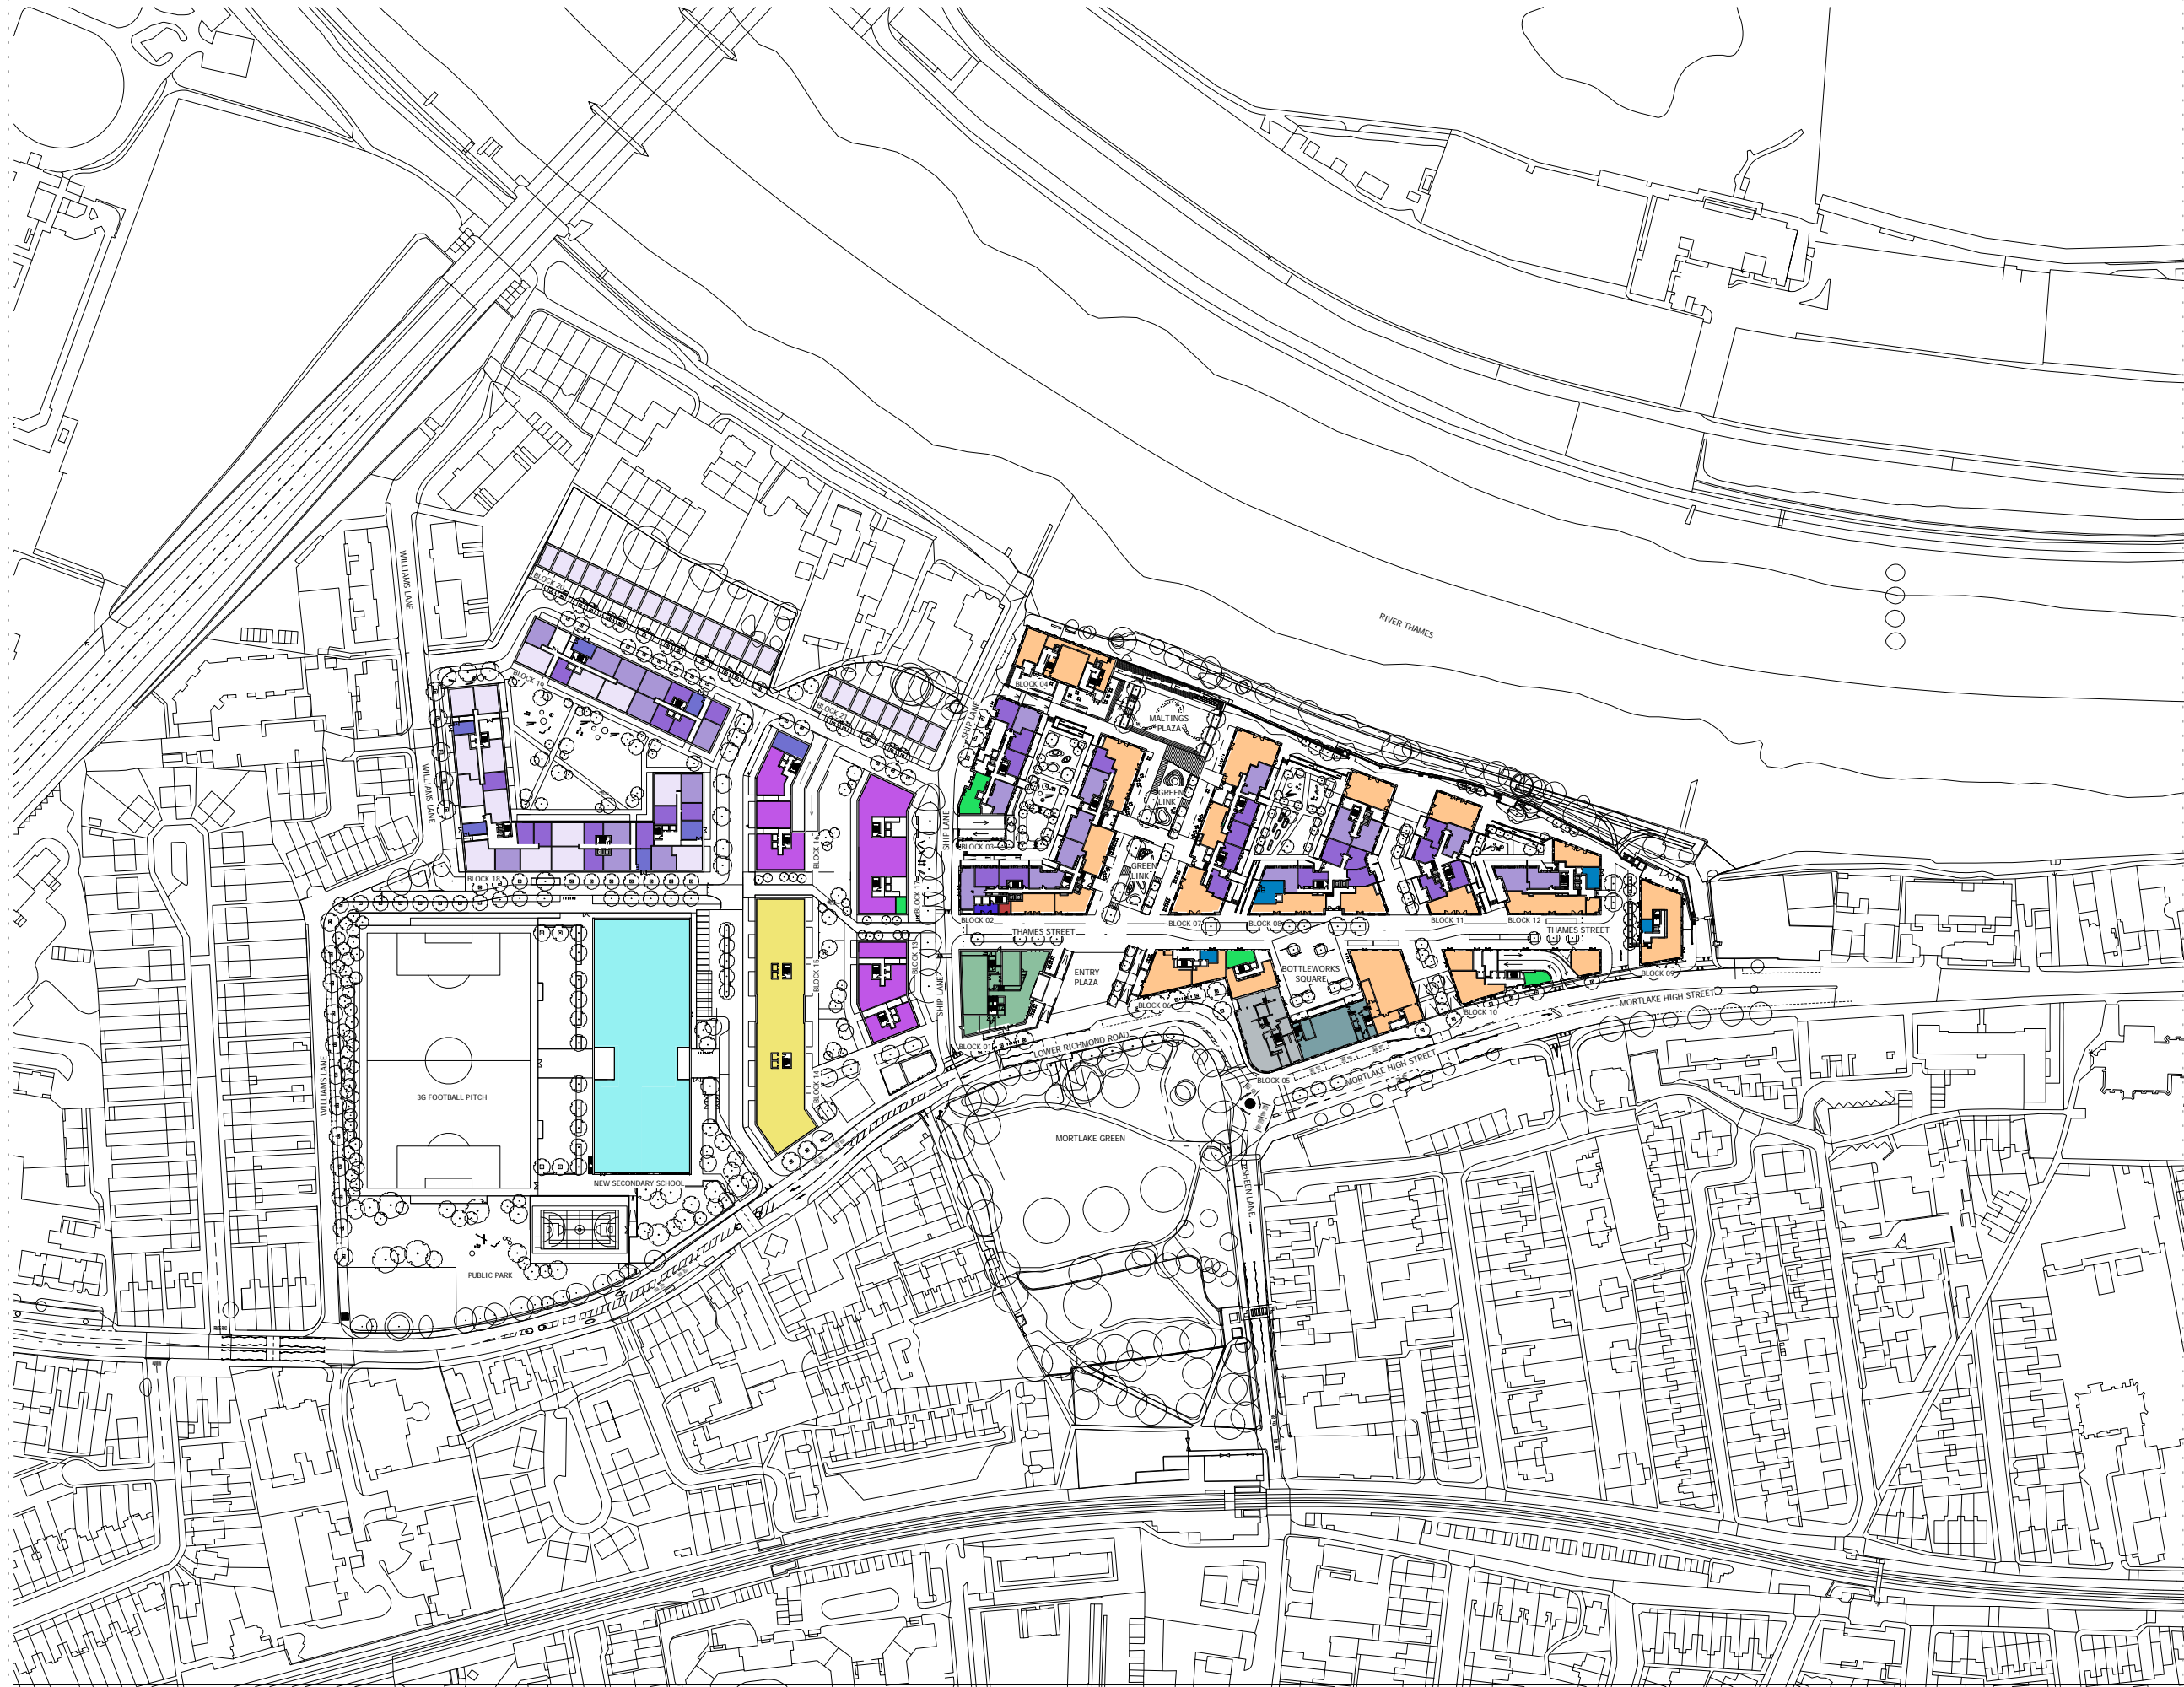 RIVER THAMES
WILLIAMS LANE
BLOCK 20
BLOCK 19
BLOCK 04
BLOCK 21
SHIP LANE
MALTINGS
PLAZA
WILLIAMS LANE
GREEN
LINK
SHIP LANE
BLOCK 16
BLOCK 03
GREEN
LINK
BLOCK 18
BLOCK 17
BLOCK 02
BLOCK 07
BLOCK 08
BLOCK 11
BLOCK 12
THAMES STREET
THAMES STREET
BLOCK 13
BLOCK 15
ENTRY
PLAZA
BOTTLEWORKS
SQUARE
BLOCK 09
SHIP LANE
BLOCK 06
MORTLAKE HIGH STREET
BLOCK 10
BLOCK 01
LOWER RICHMOND ROAD
MORTLAKE HIGH STREET
BLOCK 05
WILLIAMS LANE
3G FOOTBALL PITCH
BLOCK 14
MORTLAKE GREEN
NEW SECONDARY SCHOOL
SHEEN LANE
PUBLIC PARK